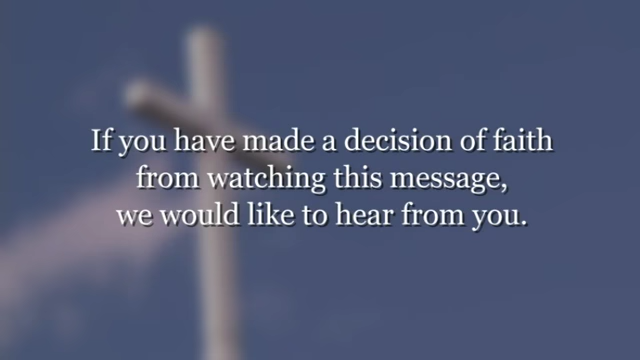 If you have made a decision of faith
from watching this message,
we would like to hear from you.